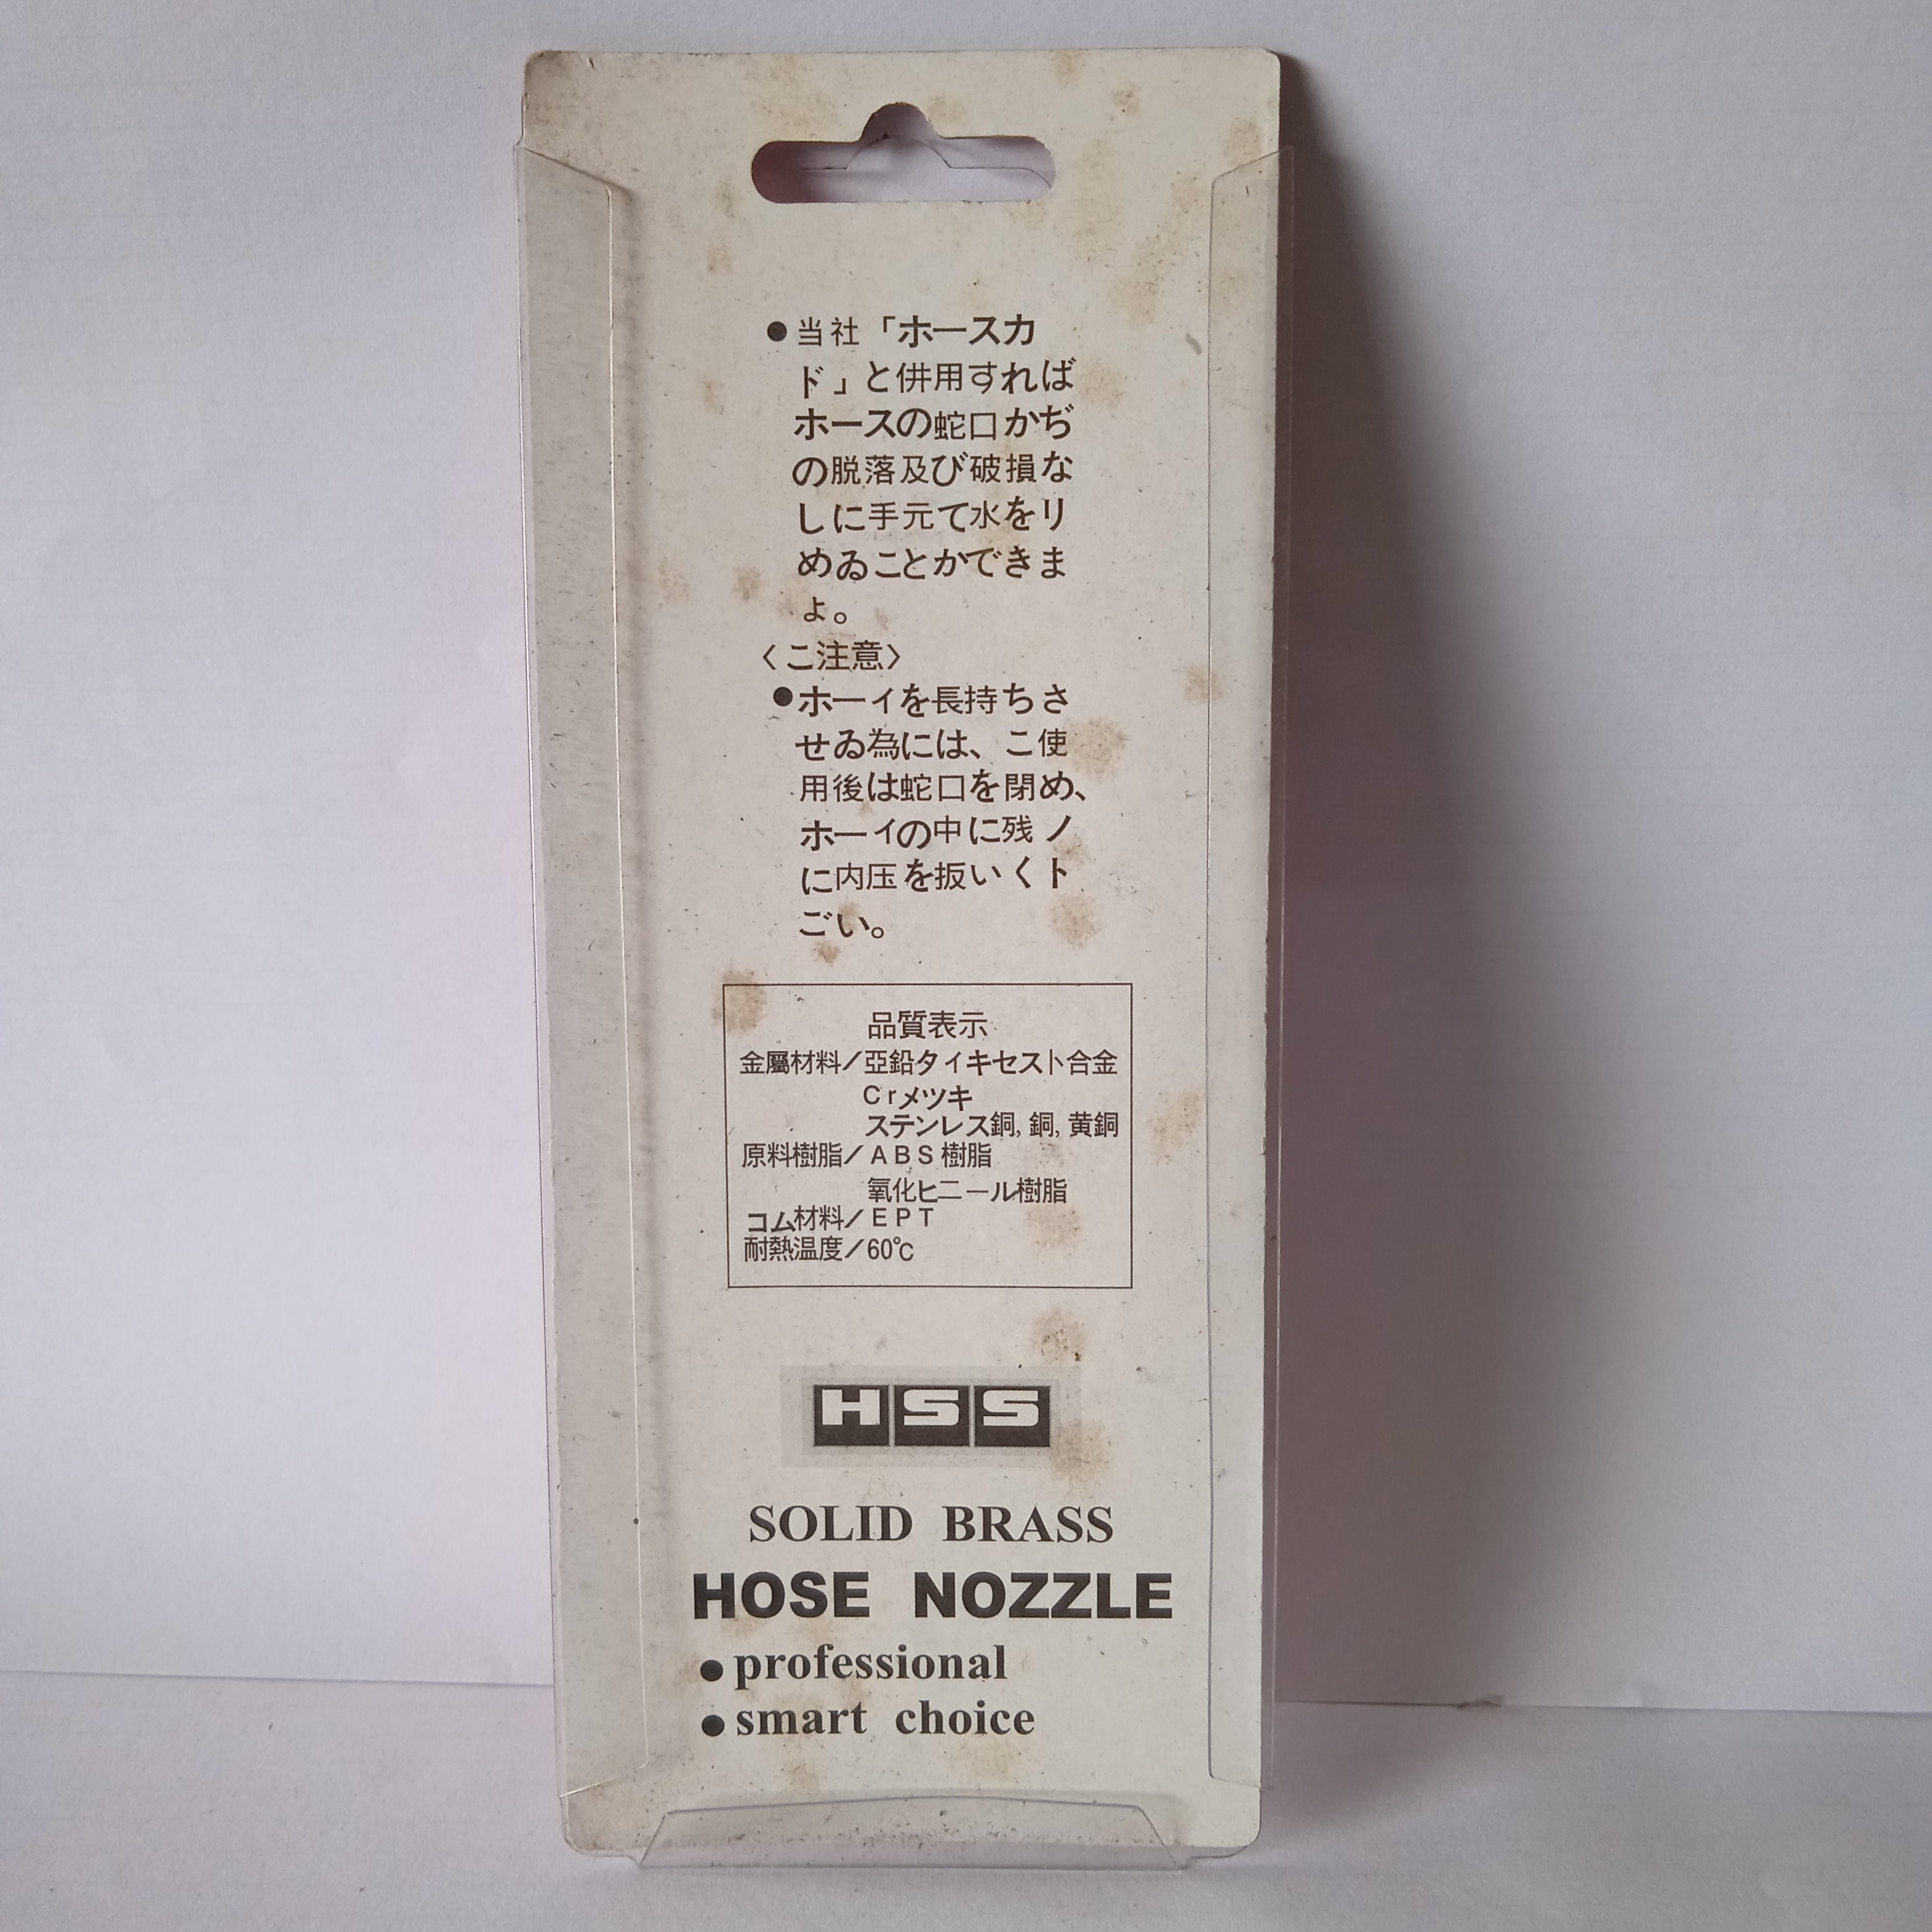 ●当社「ホースカ
ド」と併用すれば
ホースの蛇口かぢ
の脱落及び破損な
しに手元て水をリ
めゐことかできま
ょ。
〈こ注意〉
●ホーイを長持ちさ
せゐ為には、こ使
用後は蛇口を閉め、
ホーイの中に残ノ
に内圧を扳いくト
ごい。
品質表示
金屬材料/亞鉛タイキセスト合金
Crメツキ
ステンレス銅, 銅, 黄銅
原料樹脂/ABS樹脂
氧化ヒニール樹脂
コム材料/EPT
耐熱温度/60℃
HSS
SOLID BRASS
HOSE NOZZLE
●professional
●smart choice